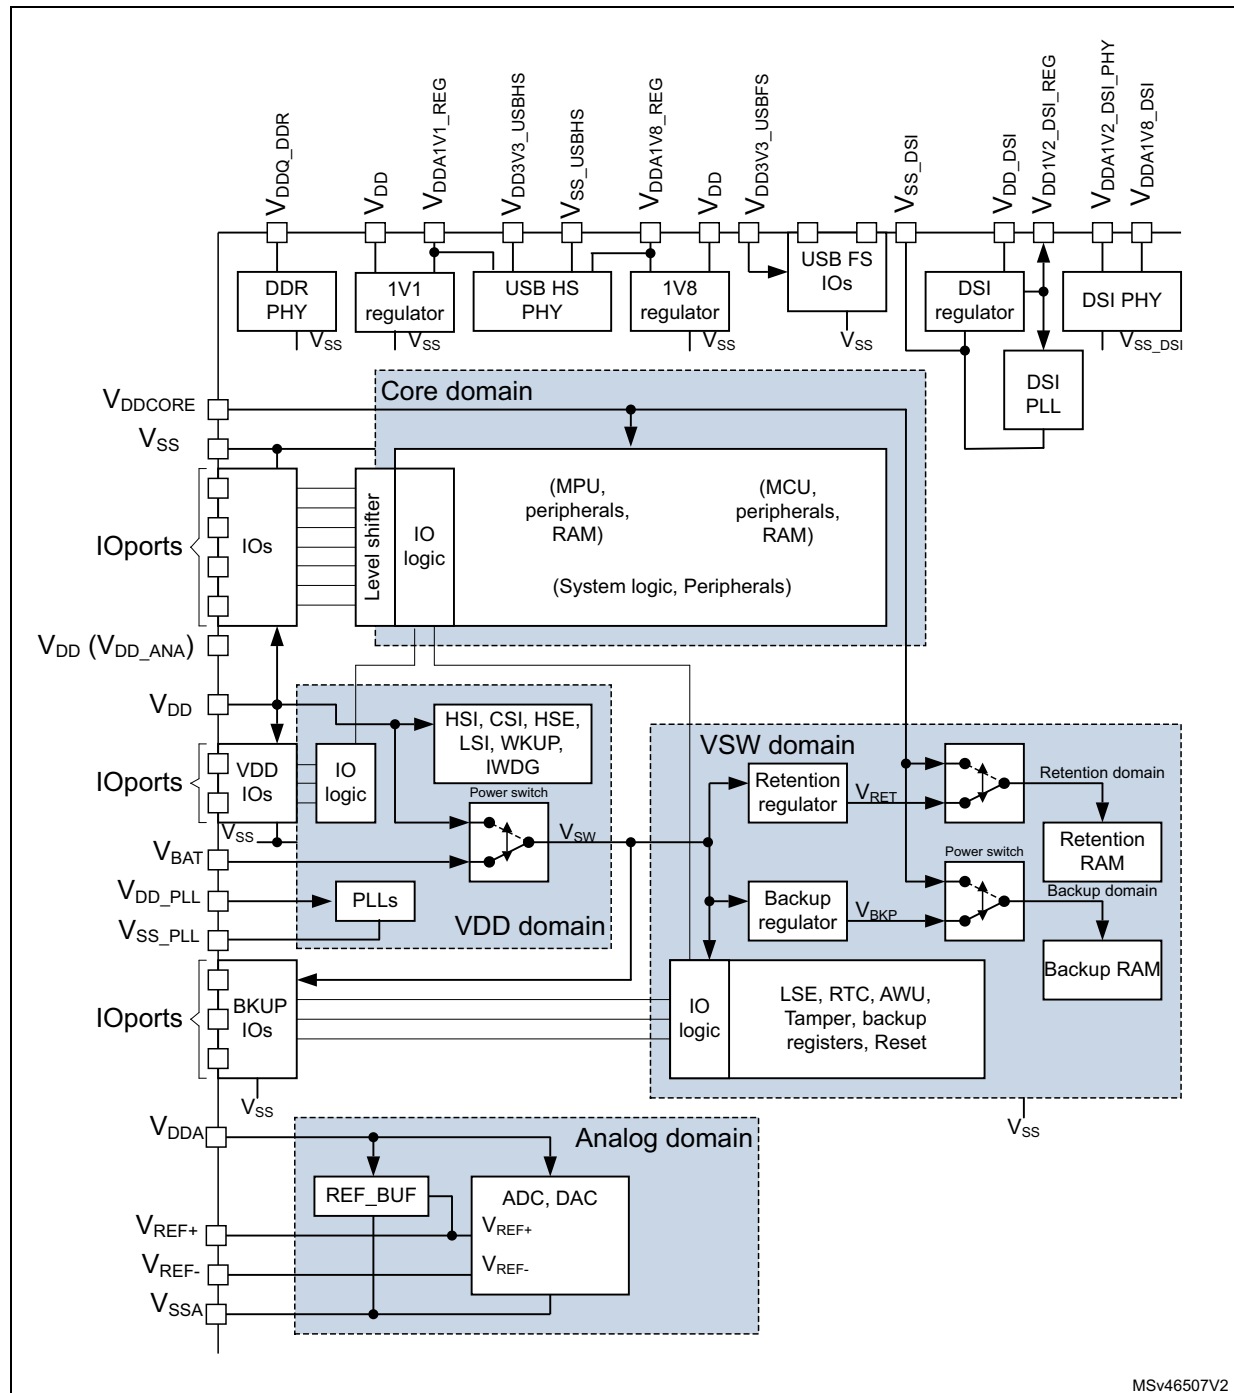 VDDQ_DDR
VDD
VDDA1V1_REG
VDD3V3_USBHS
VSS_USBHS
VDDA1V8_REG
VDD
VDD3V3_USBFS
VSS_DSI
VDD_DSI
VDD1V2_DSI_REG
VDDA1V2_DSI_PHY
VDDA1V8_DSI
DDR
PHY
1V1
regulator
USB HS
PHY
1V8
regulator
USB FS
IOs
DSI
regulator
DSI PHY
VSS
VSS
VSS
VSS
VSS_DSI
DSI
PLL
Core domain
VDDCORE
VSS
IOports
IOs
Level shifter
IO
logic
(MPU,
peripherals,
RAM)
(MCU,
peripherals,
RAM)
(System logic, Peripherals)
VDD (VDD_ANA)
VDD
IOports
VDD
IOs
IO
logic
HSI, CSI, HSE,
LSI, WKUP,
IWDG
Power switch
VSS
VSW
VBAT
VDD_PLL
PLLs
VSS_PLL
VDD domain
VSW domain
Retention
regulator
VRET
Retention domain
Retention
RAM
Power switch
Backup
regulator
VBKP
Backup domain
Backup RAM
IOports
BKUP
IOs
VSS
IO
logic
LSE, RTC, AWU,
Tamper, backup
registers, Reset
VSS
VDDA
Analog domain
REF_BUF
ADC, DAC
VREF+
VREF+
VREF-
VREF-
VSSA
MSv46507V2